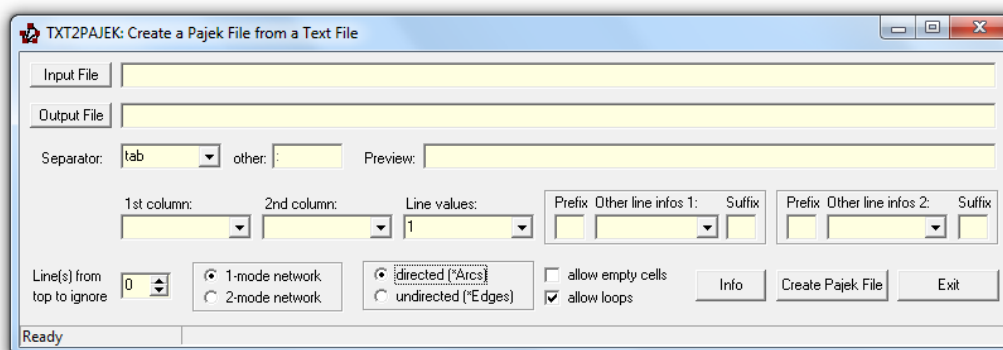 TXT2PAJEK: Create a Pajek File from a Text File
Input File
Output File
Separator: tab other: : Preview:
1st column: 2nd column: Line values: Prefix Other line infos 1: Suffix Prefix Other line infos 2: Suffix
1
Line(s) from top to ignore
0
1-mode network
2-mode network
directed (*Arcs)
undirected (*Edges)
allow empty cells
allow loops
Info Create Pajek File Exit
Ready